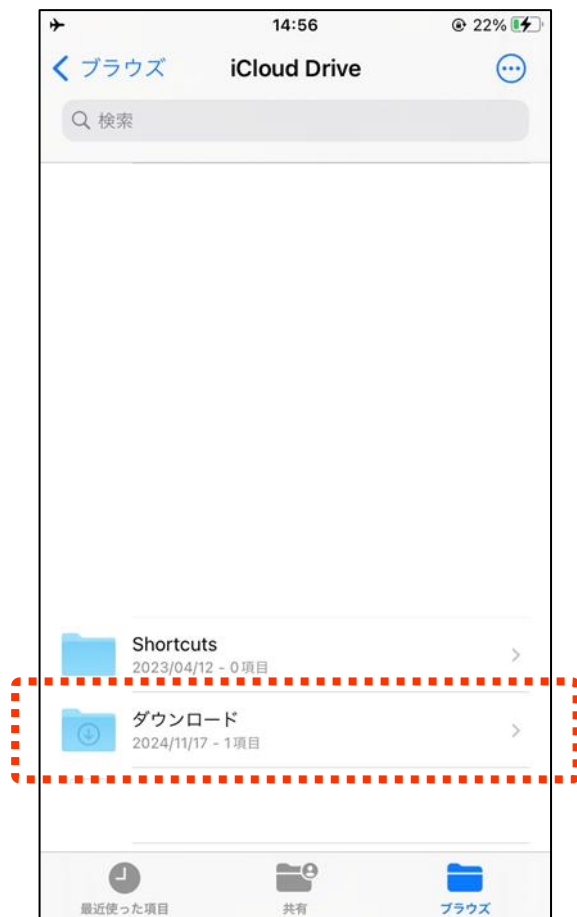 14:56
22%
ブラウズ
iCloud Drive
検索
Shortcuts
2023/04/12 - 0項目
ダウンロード
2024/11/17 - 1項目
最近使った項目
共有
ブラウズ